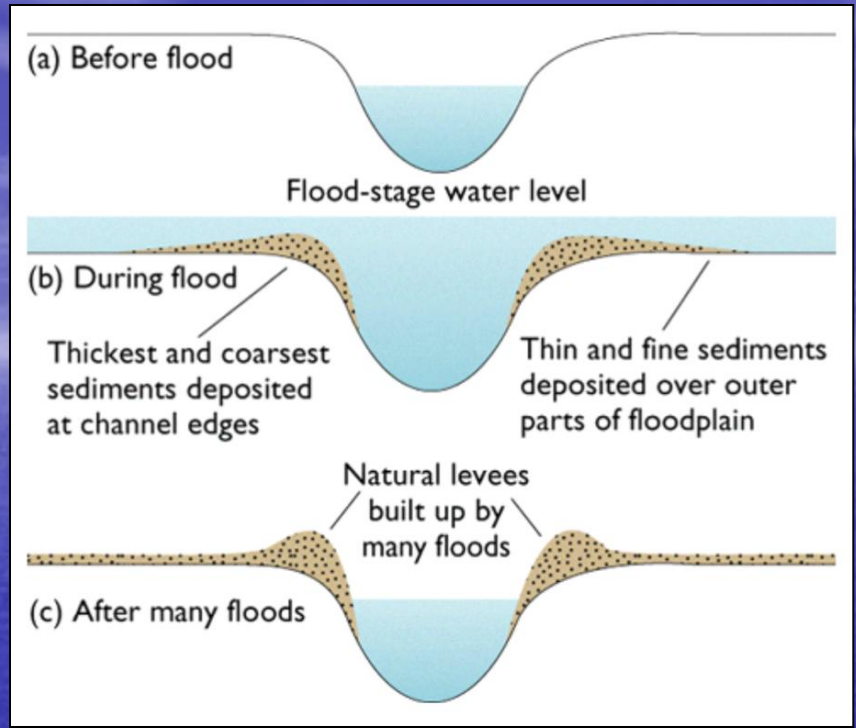 (a) Before flood
Flood-stage water level
(b) During flood
Thickest and coarsest
sediments deposited
at channel edges
Thin and fine sediments
deposited over outer
parts of floodplain
Natural levees
built up by
many floods
(c) After many floods